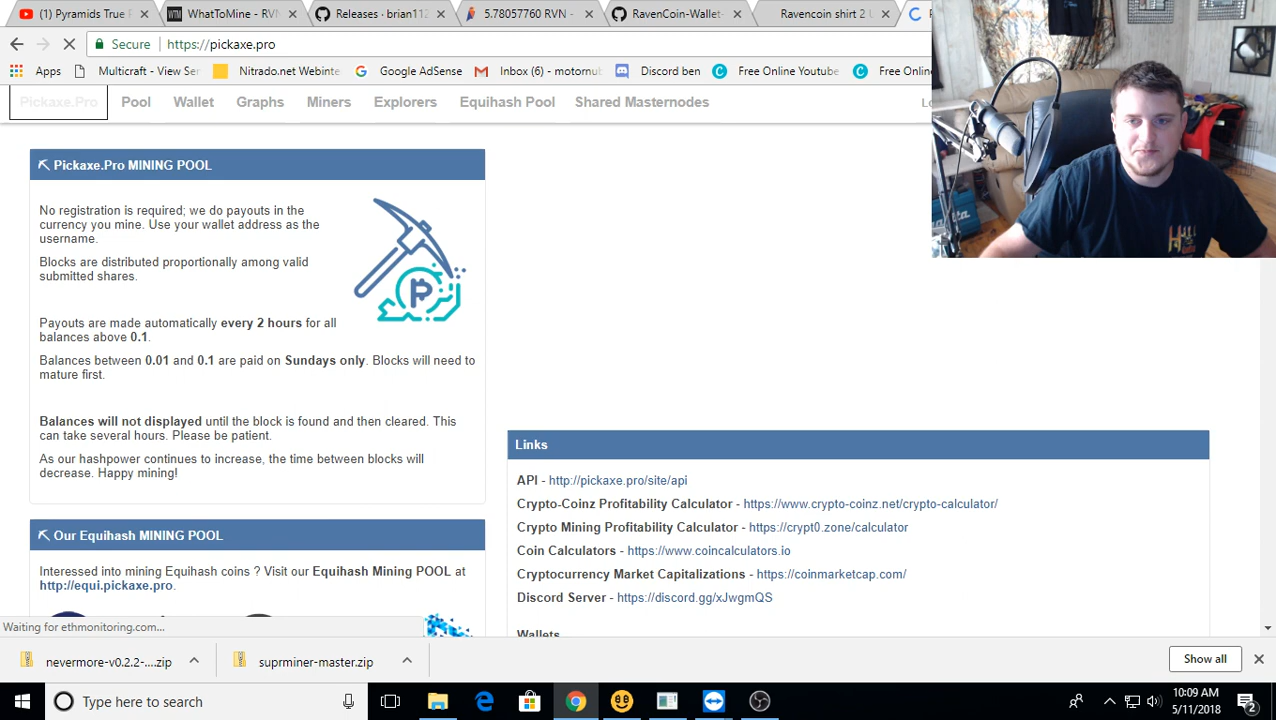 (1) Pyramids True F
WhatToMine - RVN
Releases · brian112
5.78057760 RVN -
RavenCoin-Wallet-
Ravencoin shirt 2 I
Secure
https://pickaxe.pro
Apps
Multicraft - View Ser
Nitrado.net Webinte
Google AdSense
Inbox (6) - motornub
Discord ben
Free Online Youtube
Free Online
Pickaxe.Pro
Pool
Wallet
Graphs
Miners
Explorers
Equihash Pool
Shared Masternodes
Lo
Pickaxe.Pro MINING POOL
No registration is required; we do payouts in the
currency you mine. Use your wallet address as the
username.
Blocks are distributed proportionally among valid
submitted shares.
Payouts are made automatically every 2 hours for all
balances above 0.1.
Balances between 0.01 and 0.1 are paid on Sundays only. Blocks will need to
mature first.
Balances will not displayed until the block is found and then cleared. This
can take several hours. Please be patient.
As our hashpower continues to increase, the time between blocks will
decrease. Happy mining!
Our Equihash MINING POOL
Interessed into mining Equihash coins ? Visit our Equihash Mining POOL at
http://equi.pickaxe.pro.
Links
API - http://pickaxe.pro/site/api
Crypto-Coinz Profitability Calculator - https://www.crypto-coinz.net/crypto-calculator/
Crypto Mining Profitability Calculator - https://crypt0.zone/calculator
Coin Calculators - https://www.coincalculators.io
Cryptocurrency Market Capitalizations - https://coinmarketcap.com/
Discord Server - https://discord.gg/xJwgmQS
Wallets
Waiting for ethmonitoring.com...
nevermore-v0.2.2-....zip
suprminer-master.zip
Show all
Type here to search
10:09 AM
5/11/2018
2